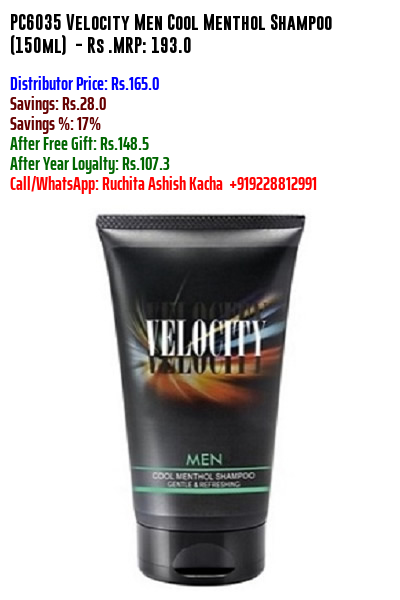 PC6035 Velocity Men Cool Menthol Shampoo
(150ml) - Rs .MRP: 193.0
Distributor Price: Rs.165.0
Savings: Rs.28.0
Savings %: 17%
After Free Gift: Rs.148.5
After Year Loyalty: Rs.107.3
Call/WhatsApp: Ruchita Ashish Kacha +919228812991
VELOCITY
VELOCITY
VELOCITY
MEN
COOL MENTHOL SHAMPOO
GENTLE & REFRESHING